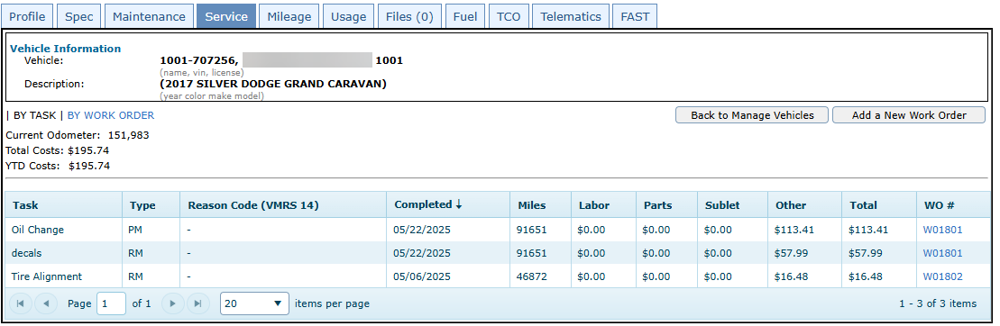 Profile Spec Maintenance Service Mileage Usage Files (0) Fuel TCO Telematics FAST
Vehicle Information
Vehicle: 1001-707256, 1001
(name, vin, license)
Description: (2017 SILVER DODGE GRAND CARAVAN)
(year color make model)
| BY TASK | BY WORK ORDER Back to Manage Vehicles Add a New Work Order
Current Odometer: 151,983
Total Costs: $195.74
YTD Costs: $195.74
Task Type Reason Code (VMRS 14) Completed ↓ Miles Labor Parts Sublet Other Total WO #
Oil Change PM - 05/22/2025 91651 $0.00 $0.00 $0.00 $113.41 $113.41 W01801
decals RM - 05/22/2025 91651 $0.00 $0.00 $0.00 $57.99 $57.99 W01801
Tire Alignment RM - 05/06/2025 46872 $0.00 $0.00 $0.00 $16.48 $16.48 W01802
Page 1 of 1 20 items per page 1 - 3 of 3 items